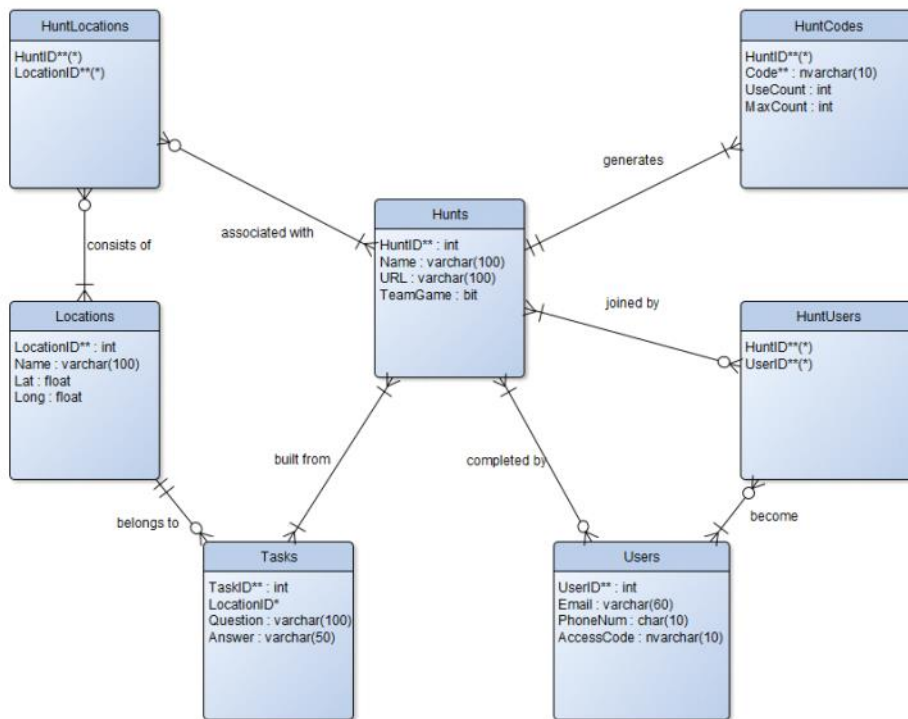 HuntLocations
HuntID**(*)
LocationID**(*)
HuntCodes
HuntID**(*)
Code** : nvarchar(10)
UseCount : int
MaxCount : int
generates
associated with
consists of
Hunts
HuntID** : int
Name : varchar(100)
URL : varchar(100)
TeamGame : bit
joined by
Locations
LocationID** : int
Name : varchar(100)
Lat : float
Long : float
HuntUsers
HuntID**(*)
UserID**(*)
built from
completed by
belongs to
become
Tasks
TaskID** : int
LocationID*
Question : varchar(100)
Answer : varchar(50)
Users
UserID** : int
Email : varchar(60)
PhoneNum : char(10)
AccessCode : nvarchar(10)